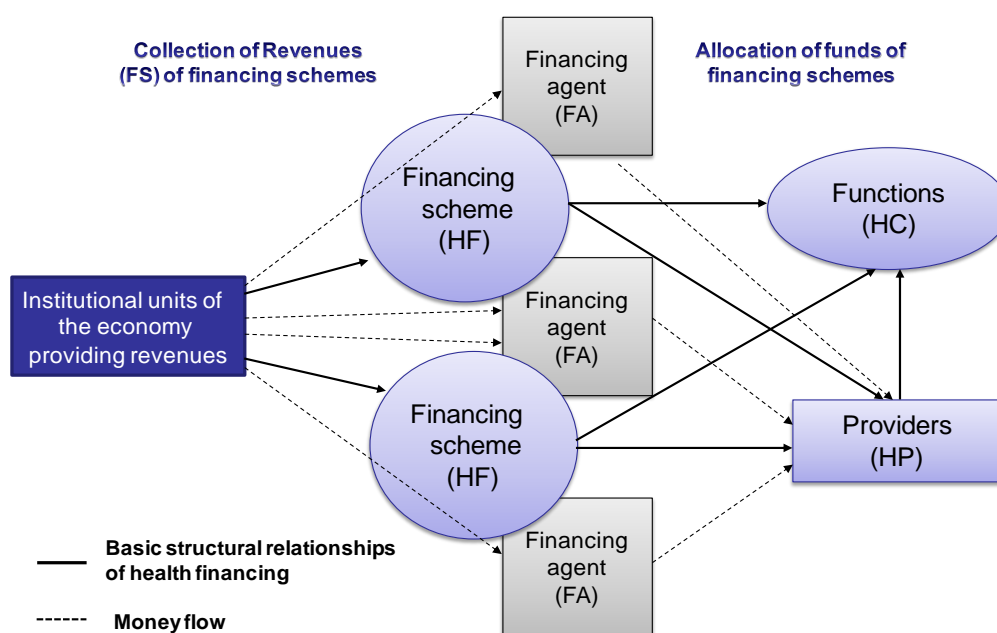 Collection of Revenues
(FS) of financing schemes
Financing
agent
(FA)
Allocation of funds of
financing schemes
Financing
scheme
(HF)
Functions
(HC)
Institutional units of
the economy
providing revenues
Financing
agent
(FA)
Financing
scheme
(HF)
Providers
(HP)
Financing
agent
(FA)
Basic structural relationships
of health financing
Money flow